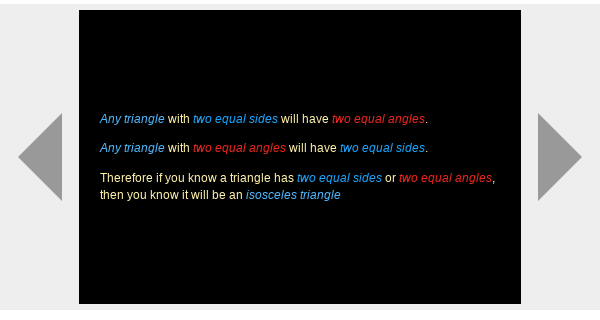 Any triangle with two equal sides will have two equal angles.
Any triangle with two equal angles will have two equal sides.
Therefore if you know a triangle has two equal sides or two equal angles,
then you know it will be an isosceles triangle